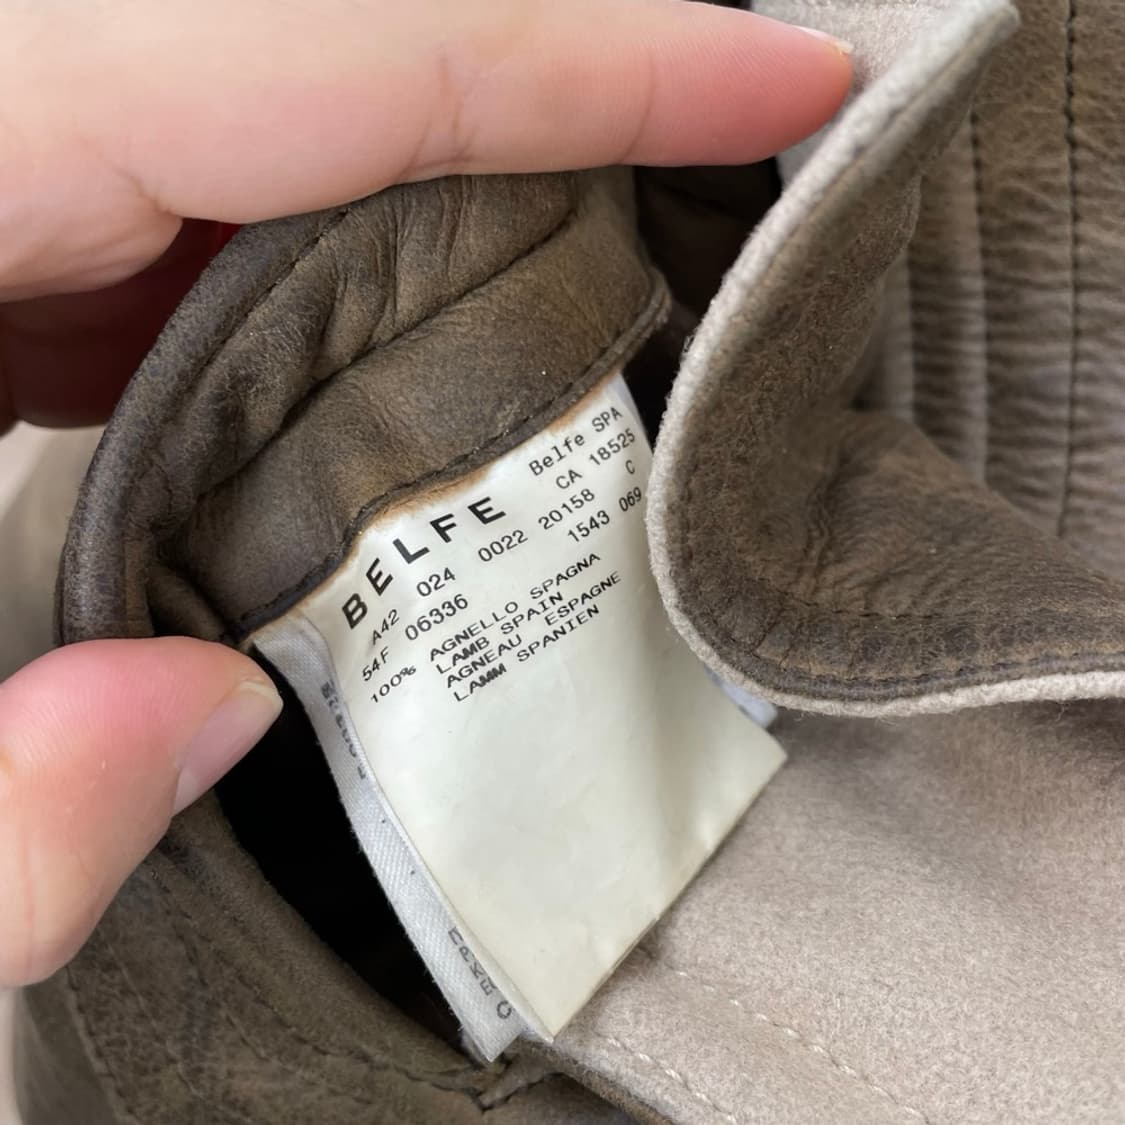 BELFE
Belfe SPA
CA 18525
A42 024 0022 20158 C
54F 06336 1543 069
100% AGNELLO SPAGNA
LAMB SPAIN
AGNEAU ESPAGNE
LAMM SPANIEN